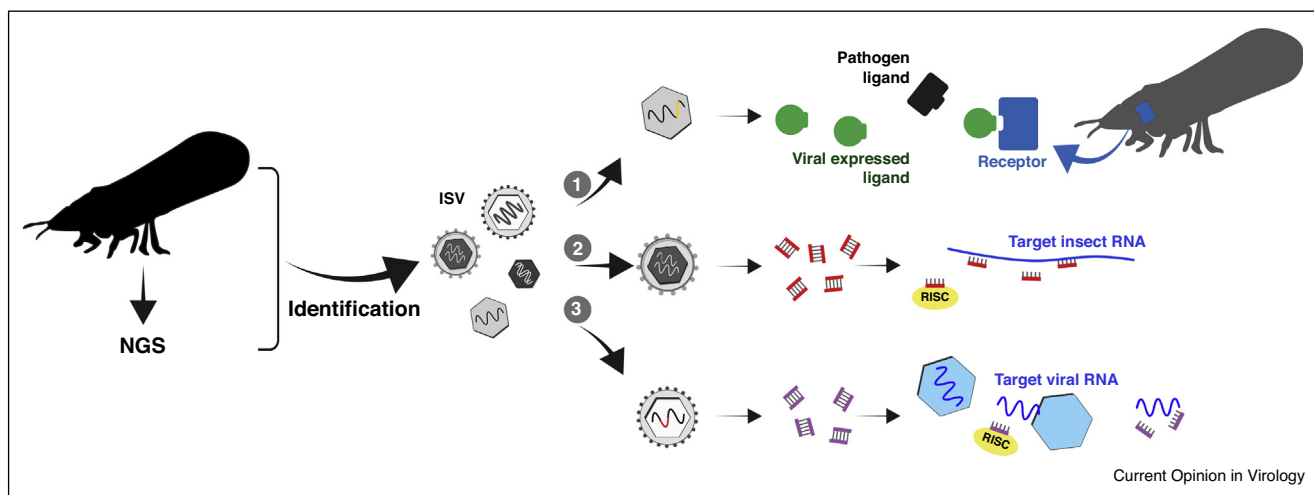 Pathogen
ligand
Viral expressed
ligand
Receptor
ISV
1
2
3
Identification
NGS
Target insect RNA
RISC
Target viral RNA
RISC
Current Opinion in Virology